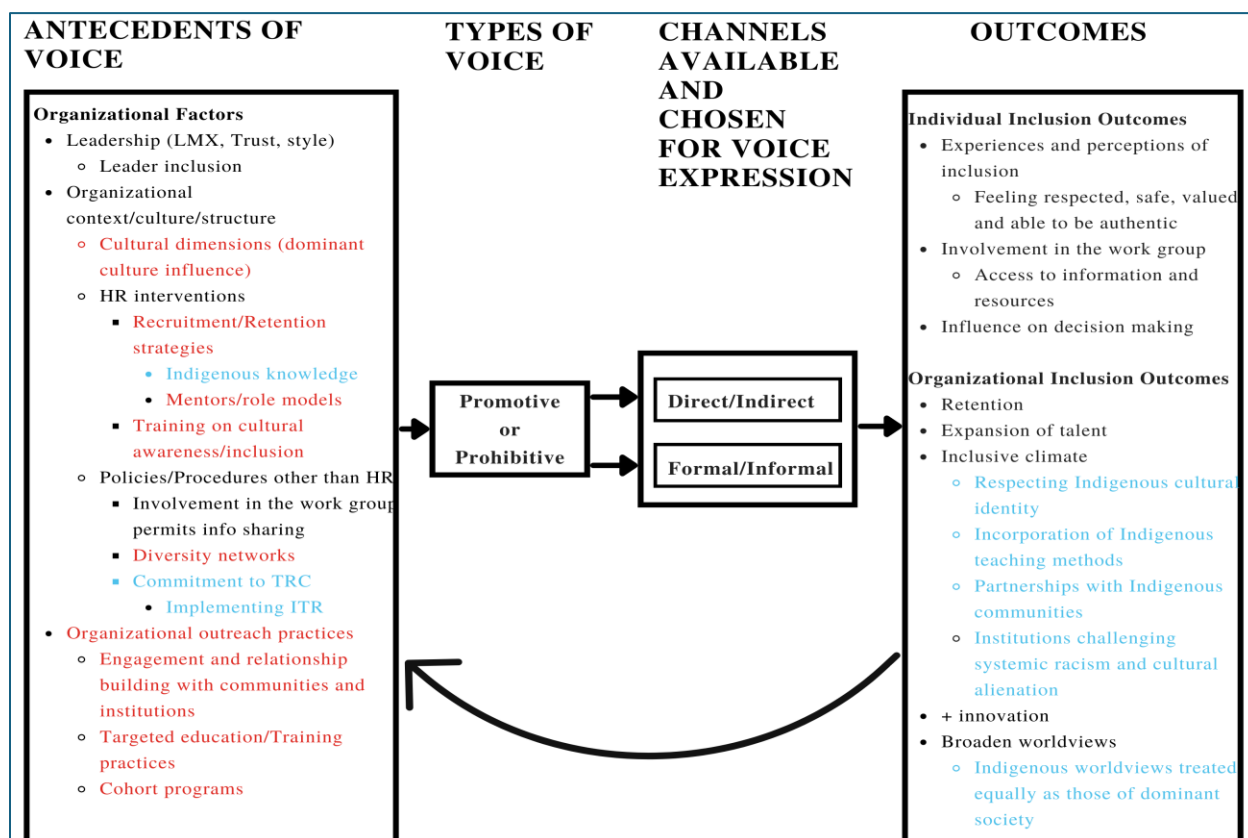 ANTECEDENTS OF
VOICE
TYPES OF
VOICE
CHANNELS
AVAILABLE
AND
CHOSEN
FOR VOICE
EXPRESSION
OUTCOMES
Organizational Factors
Leadership (LMX, Trust, style)
Leader inclusion
Organizational
context/culture/structure
Cultural dimensions (dominant
culture influence)
HR interventions
Recruitment/Retention
strategies
Indigenous knowledge
Mentors/role models
Training on cultural
awareness/inclusion
Policies/Procedures other than HR
Involvement in the work group
permits info sharing
Diversity networks
Commitment to TRC
Implementing ITR
Organizational outreach practices
Engagement and relationship
building with communities and
institutions
Targeted education/Training
practices
Cohort programs
Promotive
or
Prohibitive
Direct/Indirect
Formal/Informal
Individual Inclusion Outcomes
Experiences and perceptions of
inclusion
Feeling respected, safe, valued
and able to be authentic
Involvement in the work group
Access to information and
resources
Influence on decision making
Organizational Inclusion Outcomes
Retention
Expansion of talent
Inclusive climate
Respecting Indigenous cultural
identity
Incorporation of Indigenous
teaching methods
Partnerships with Indigenous
communities
Institutions challenging
systemic racism and cultural
alienation
+ innovation
Broaden worldviews
Indigenous worldviews treated
equally as those of dominant
society